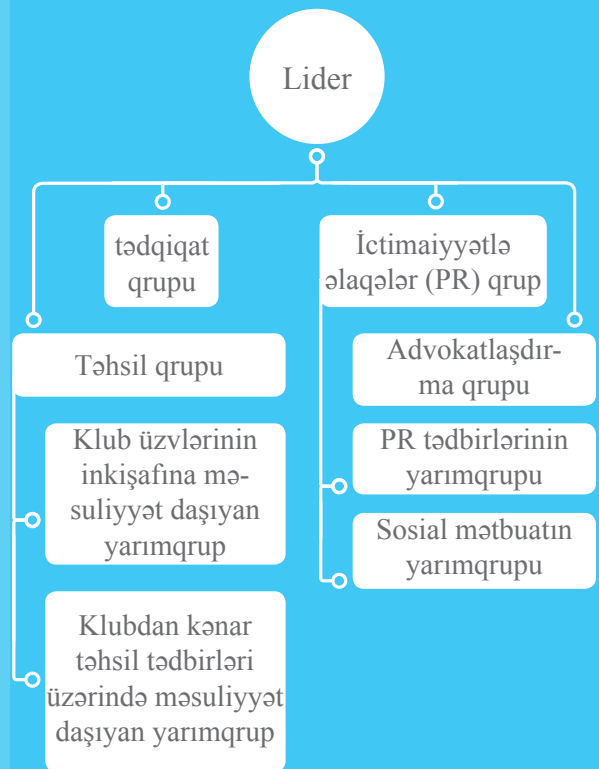 Lider
tədqiqat
qrupu
İctimaiyyətlə
əlaqələr (PR) qrup
Təhsil qrupu
Advokatlaşdır-
ma qrupu
Klub üzvlərinin
inkişafına mə-
suliyyət daşıyan
yarımqrup
PR tədbirlərinin
yarımqrupu
Sosial mətbuatın
yarımqrupu
Klubdan kənar
təhsil tədbirləri
üzərində məsuliyyət
daşıyan yarımqrup